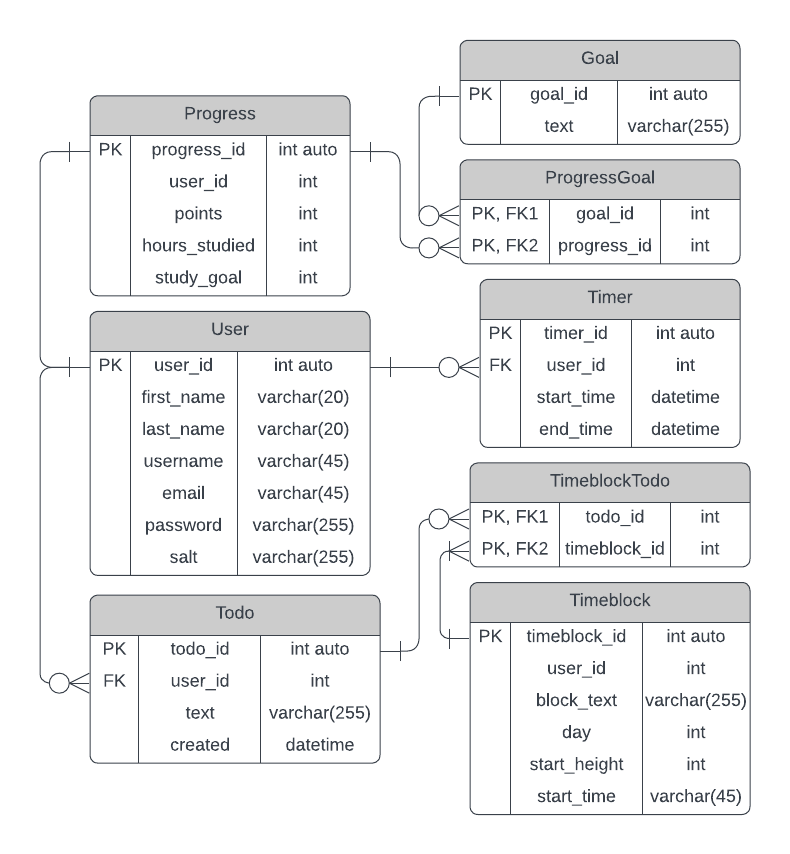 Goal
PK goal_id int auto
text varchar(255)
Progress
PK progress_id int auto
user_id int
points int
hours_studied int
study_goal int
ProgressGoal
PK, FK1 goal_id int
PK, FK2 progress_id int
Timer
PK timer_id int auto
FK user_id int
start_time datetime
end_time datetime
User
PK user_id int auto
first_name varchar(20)
last_name varchar(20)
username varchar(45)
email varchar(45)
password varchar(255)
salt varchar(255)
TimeblockTodo
PK, FK1 todo_id int
PK, FK2 timeblock_id int
Todo
PK todo_id int auto
FK user_id int
text varchar(255)
created datetime
Timeblock
PK timeblock_id int auto
user_id int
block_text varchar(255)
day int
start_height int
start_time varchar(45)